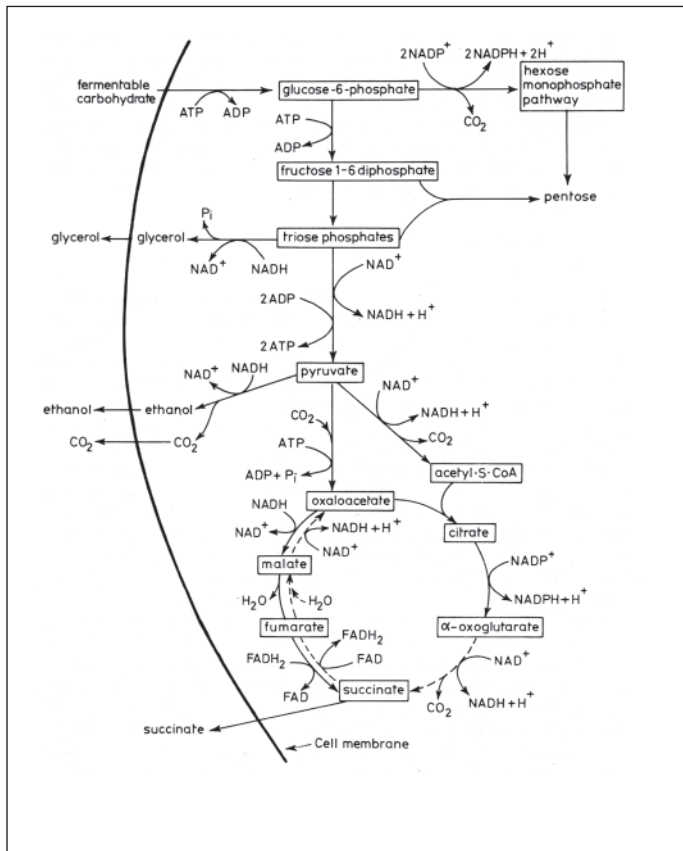 2NADP⁺ 2NADPH + 2H⁺
fermentable
carbohydrate
ATP ADP
glucose-6-phosphate
hexose
monophosphate
pathway
CO₂
ATP
ADP
fructose 1-6 diphosphate
pentose
Pi
glycerol glycerol
triose phosphates
NAD⁺ NADH
NAD⁺
2ADP
NADH + H⁺
2ATP
pyruvate
NAD⁺ NADH
NAD⁺
ethanol ethanol
CO₂
NADH + H⁺
CO₂ CO₂
ATP
CO₂
ADP + Pi
acetyl·S·CoA
oxaloacetate
NADH
NAD⁺
NADH + H⁺
NAD⁺
citrate
malate
NADP⁺
H₂O H₂O
NADPH + H⁺
fumarate
α-oxoglutarate
FADH₂
FADH₂ FAD
NAD⁺
FAD
succinate
CO₂
NADH + H⁺
succinate
Cell membrane